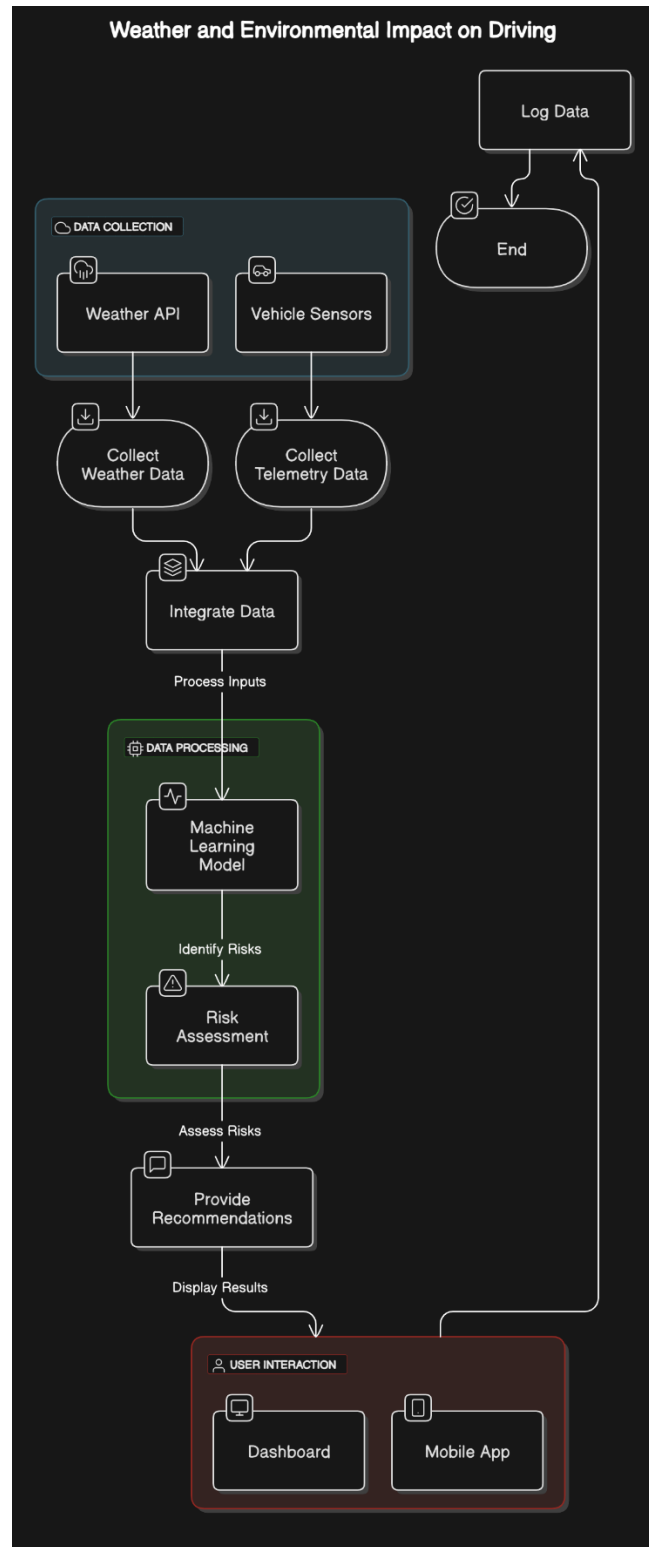 Weather and Environmental Impact on Driving
Log Data
End
DATA COLLECTION
Weather API
Vehicle Sensors
Collect
Weather Data
Collect
Telemetry Data
Integrate Data
Process Inputs
DATA PROCESSING
Machine
Learning
Model
Identify Risks
Risk
Assessment
Assess Risks
Provide
Recommendations
Display Results
USER INTERACTION
Dashboard
Mobile App